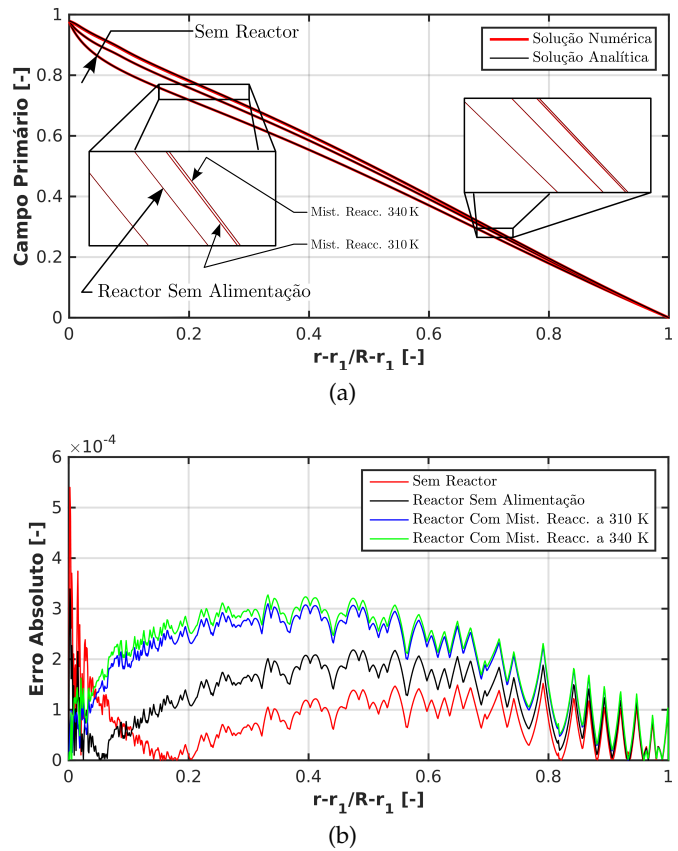 Sem Reactor
Solução Numérica
Solução Analítica
Mist. Reacc. 340 K
Mist. Reacc. 310 K
Reactor Sem Alimentação
Campo Primário [-]
1
0.8
0.6
0.4
0.2
0
0 0.2 0.4 0.6 0.8 1
r-r1/R-r1 [-]
(a)
×10-4
Erro Absoluto [-]
6
5
4
3
2
1
0
Sem Reactor
Reactor Sem Alimentação
Reactor Com Mist. Reacc. a 310 K
Reactor Com Mist. Reacc. a 340 K
0 0.2 0.4 0.6 0.8 1
r-r1/R-r1 [-]
(b)